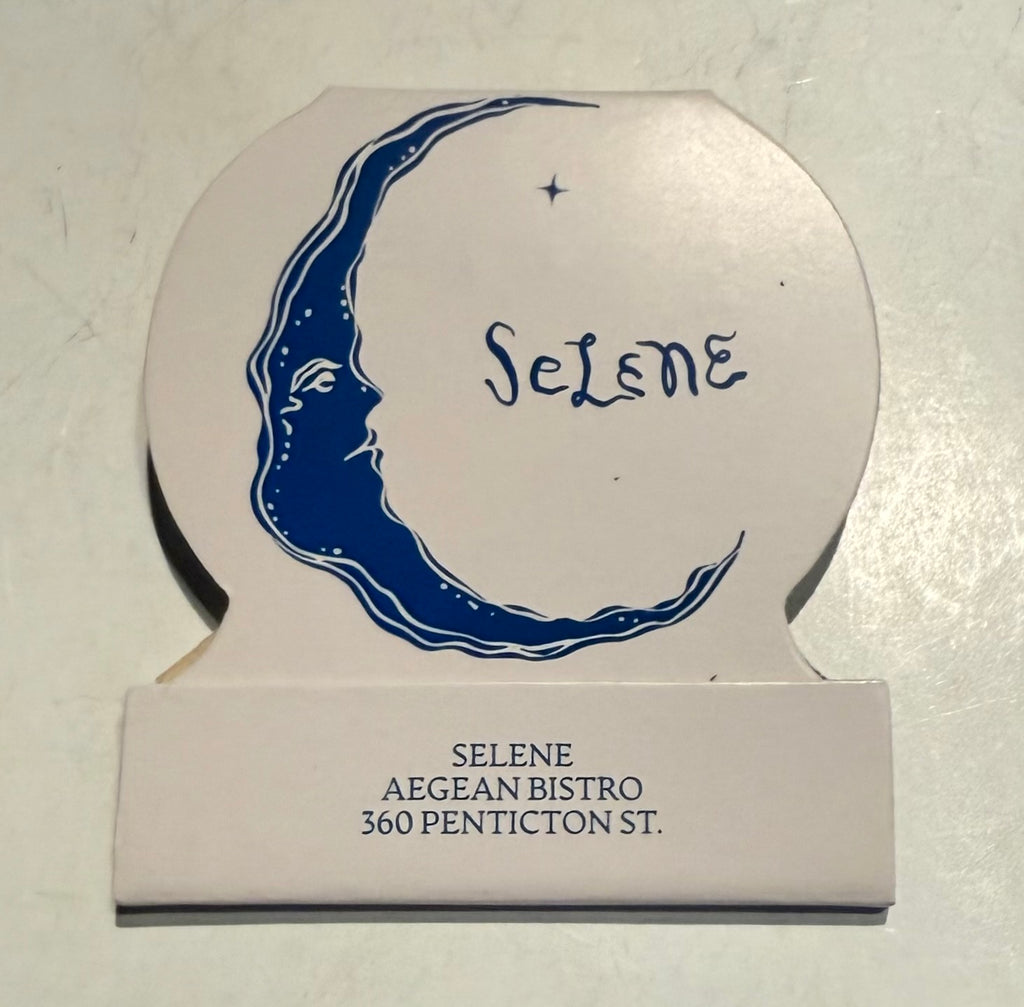 SeLeNe
SELENE
AEGEAN BISTRO
360 PENTICTON ST.